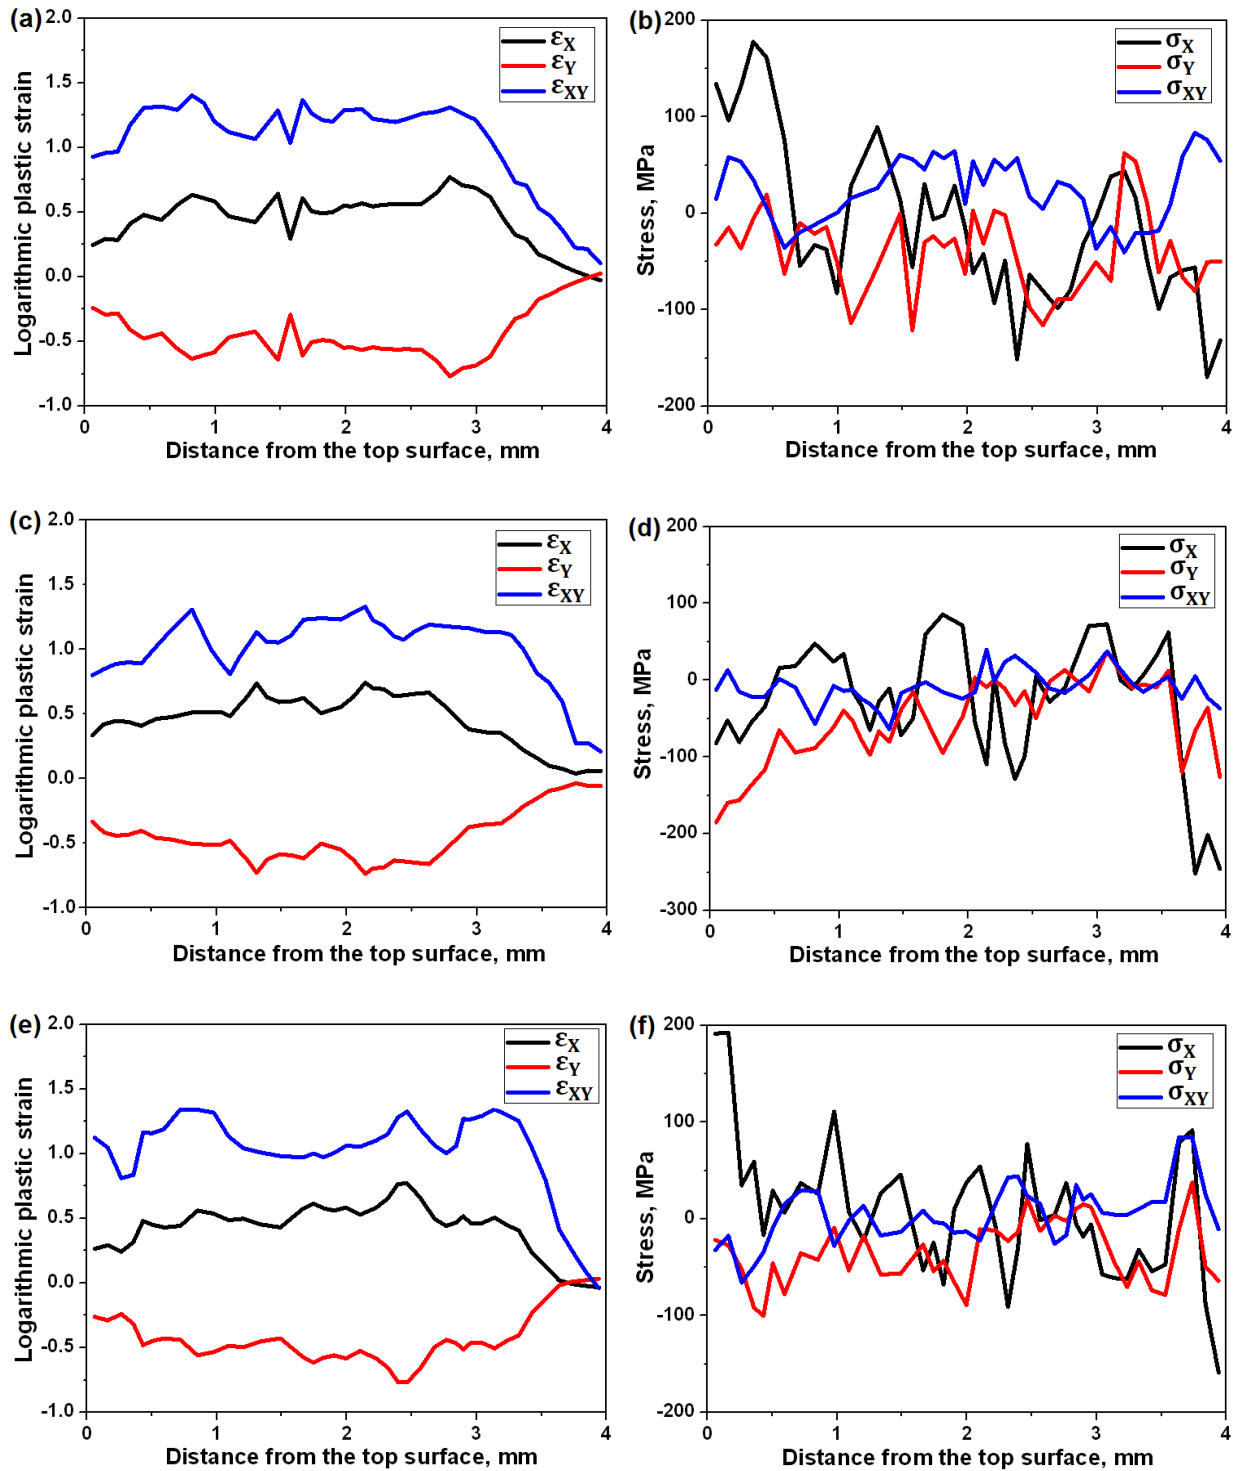 (a)
2.0
1.5
1.0
0.5
0.0
-0.5
-1.0
Logarithmic plastic strain
εX
εY
εXY
0 1 2 3 4
Distance from the top surface, mm
(b)
200
100
0
-100
-200
Stress, MPa
σX
σY
σXY
0 1 2 3 4
Distance from the top surface, mm
(c)
2.0
1.5
1.0
0.5
0.0
-0.5
-1.0
Logarithmic plastic strain
εX
εY
εXY
0 1 2 3 4
Distance from the top surface, mm
(d)
200
100
0
-100
-200
-300
Stress, MPa
σX
σY
σXY
0 1 2 3 4
Distance from the top surface, mm
(e)
2.0
1.5
1.0
0.5
0.0
-0.5
-1.0
Logarithmic plastic strain
εX
εY
εXY
0 1 2 3 4
Distance from the top surface, mm
(f)
200
100
0
-100
-200
Stress, MPa
σX
σY
σXY
0 1 2 3 4
Distance from the top surface, mm